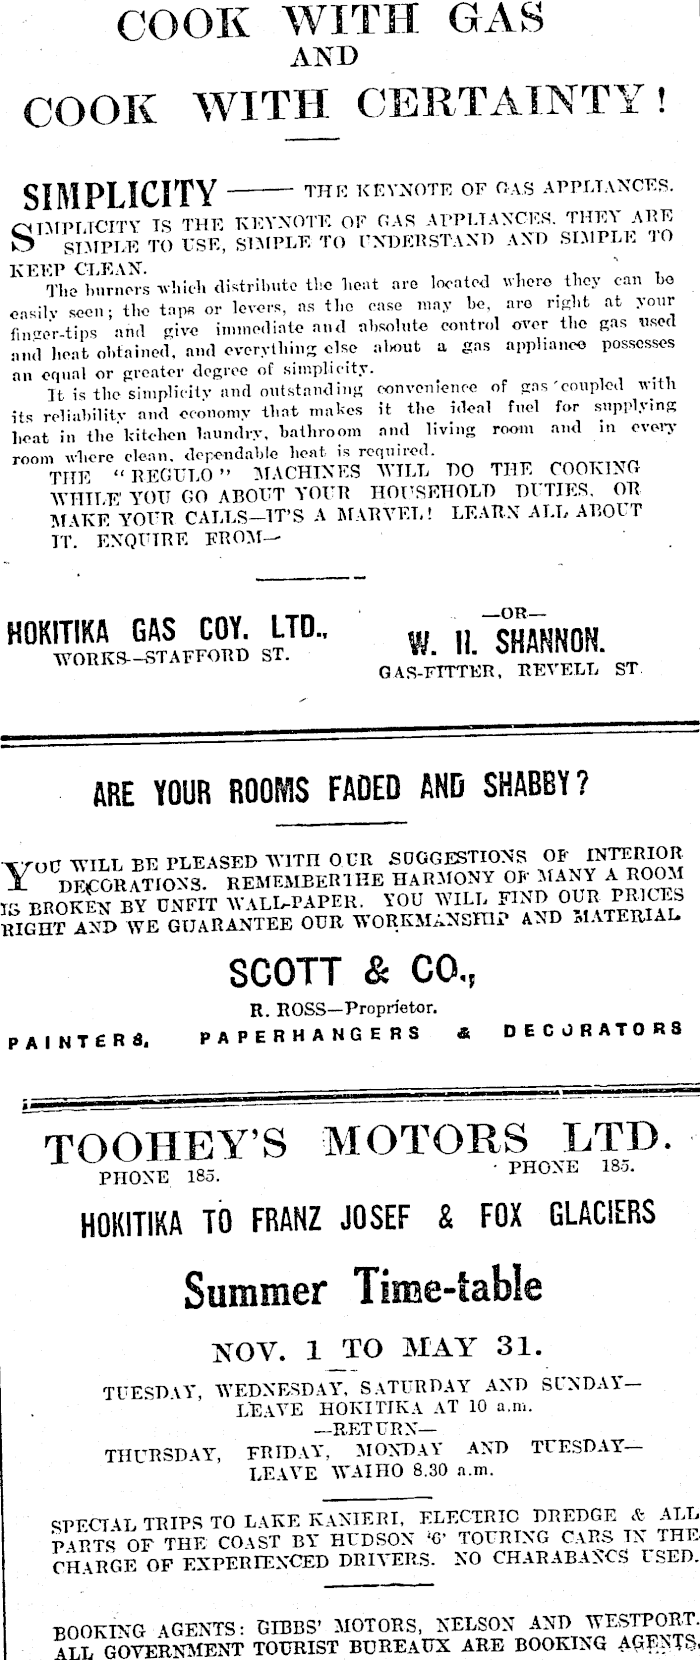 COOK WITH GAS
AND
COOK WITH CERTAINTY!
SIMPLICITY —— THE KEYNOTE OF GAS APPLIANCES.
SIMPLICITY IS THE KEYNOTE OF GAS APPLIANCES. THEY ARE
SIMPLE TO USE, SIMPLE TO UNDERSTAND AND SIMPLE TO
KEEP CLEAN.
The burners which distribute the heat are located where they can be
easily seen; the taps or levers, as the case may be, are right at your
finger-tips and give immediate and absolute control over the gas used
and heat obtained, and everything else about a gas appliance possesses
an equal or greater degree of simplicity.
It is the simplicity and outstanding convenience of gas coupled with
its reliability and economy that makes it the ideal fuel for supplying
heat in the kitchen laundry, bathroom and living room and in every
room where clean, dependable heat is required.
THE "REGULO" MACHINES WILL DO THE COOKING
WHILE YOU GO ABOUT YOUR HOUSEHOLD DUTIES, OR
MAKE YOUR CALLS—IT'S A MARVEL! LEARN ALL ABOUT
IT. ENQUIRE FROM—
HOKITIKA GAS COY. LTD.,
WORKS—STAFFORD ST.
—OR—
W. H. SHANNON.
GAS-FITTER, REVELL ST
ARE YOUR ROOMS FADED AND SHABBY?
YOU WILL BE PLEASED WITH OUR SUGGESTIONS OF INTERIOR
DECORATIONS. REMEMBER THE HARMONY OF MANY A ROOM
IS BROKEN BY UNFIT WALL-PAPER. YOU WILL FIND OUR PRICES
RIGHT AND WE GUARANTEE OUR WORKMANSHIP AND MATERIAL
SCOTT & CO.,
R. ROSS—Proprietor.
PAINTERS, PAPERHANGERS & DECORATORS
TOOHEY'S MOTORS LTD.
PHONE 185. PHONE 185.
HOKITIKA TO FRANZ JOSEF & FOX GLACIERS
Summer Time-table
NOV. 1 TO MAY 31.
TUESDAY, WEDNESDAY, SATURDAY AND SUNDAY—
LEAVE HOKITIKA AT 10 a.m.
—RETURN—
THURSDAY, FRIDAY, MONDAY AND TUESDAY—
LEAVE WAIHO 8.30 a.m.
SPECIAL TRIPS TO LAKE KANIERI, ELECTRIC DREDGE & ALL
PARTS OF THE COAST BY HUDSON '6' TOURING CARS IN THE
CHARGE OF EXPERIENCED DRIVERS. NO CHARABANCS USED.
BOOKING AGENTS: GIBBS' MOTORS, NELSON AND WESTPORT.
ALL GOVERNMENT TOURIST BUREAUX ARE BOOKING AGENTS.